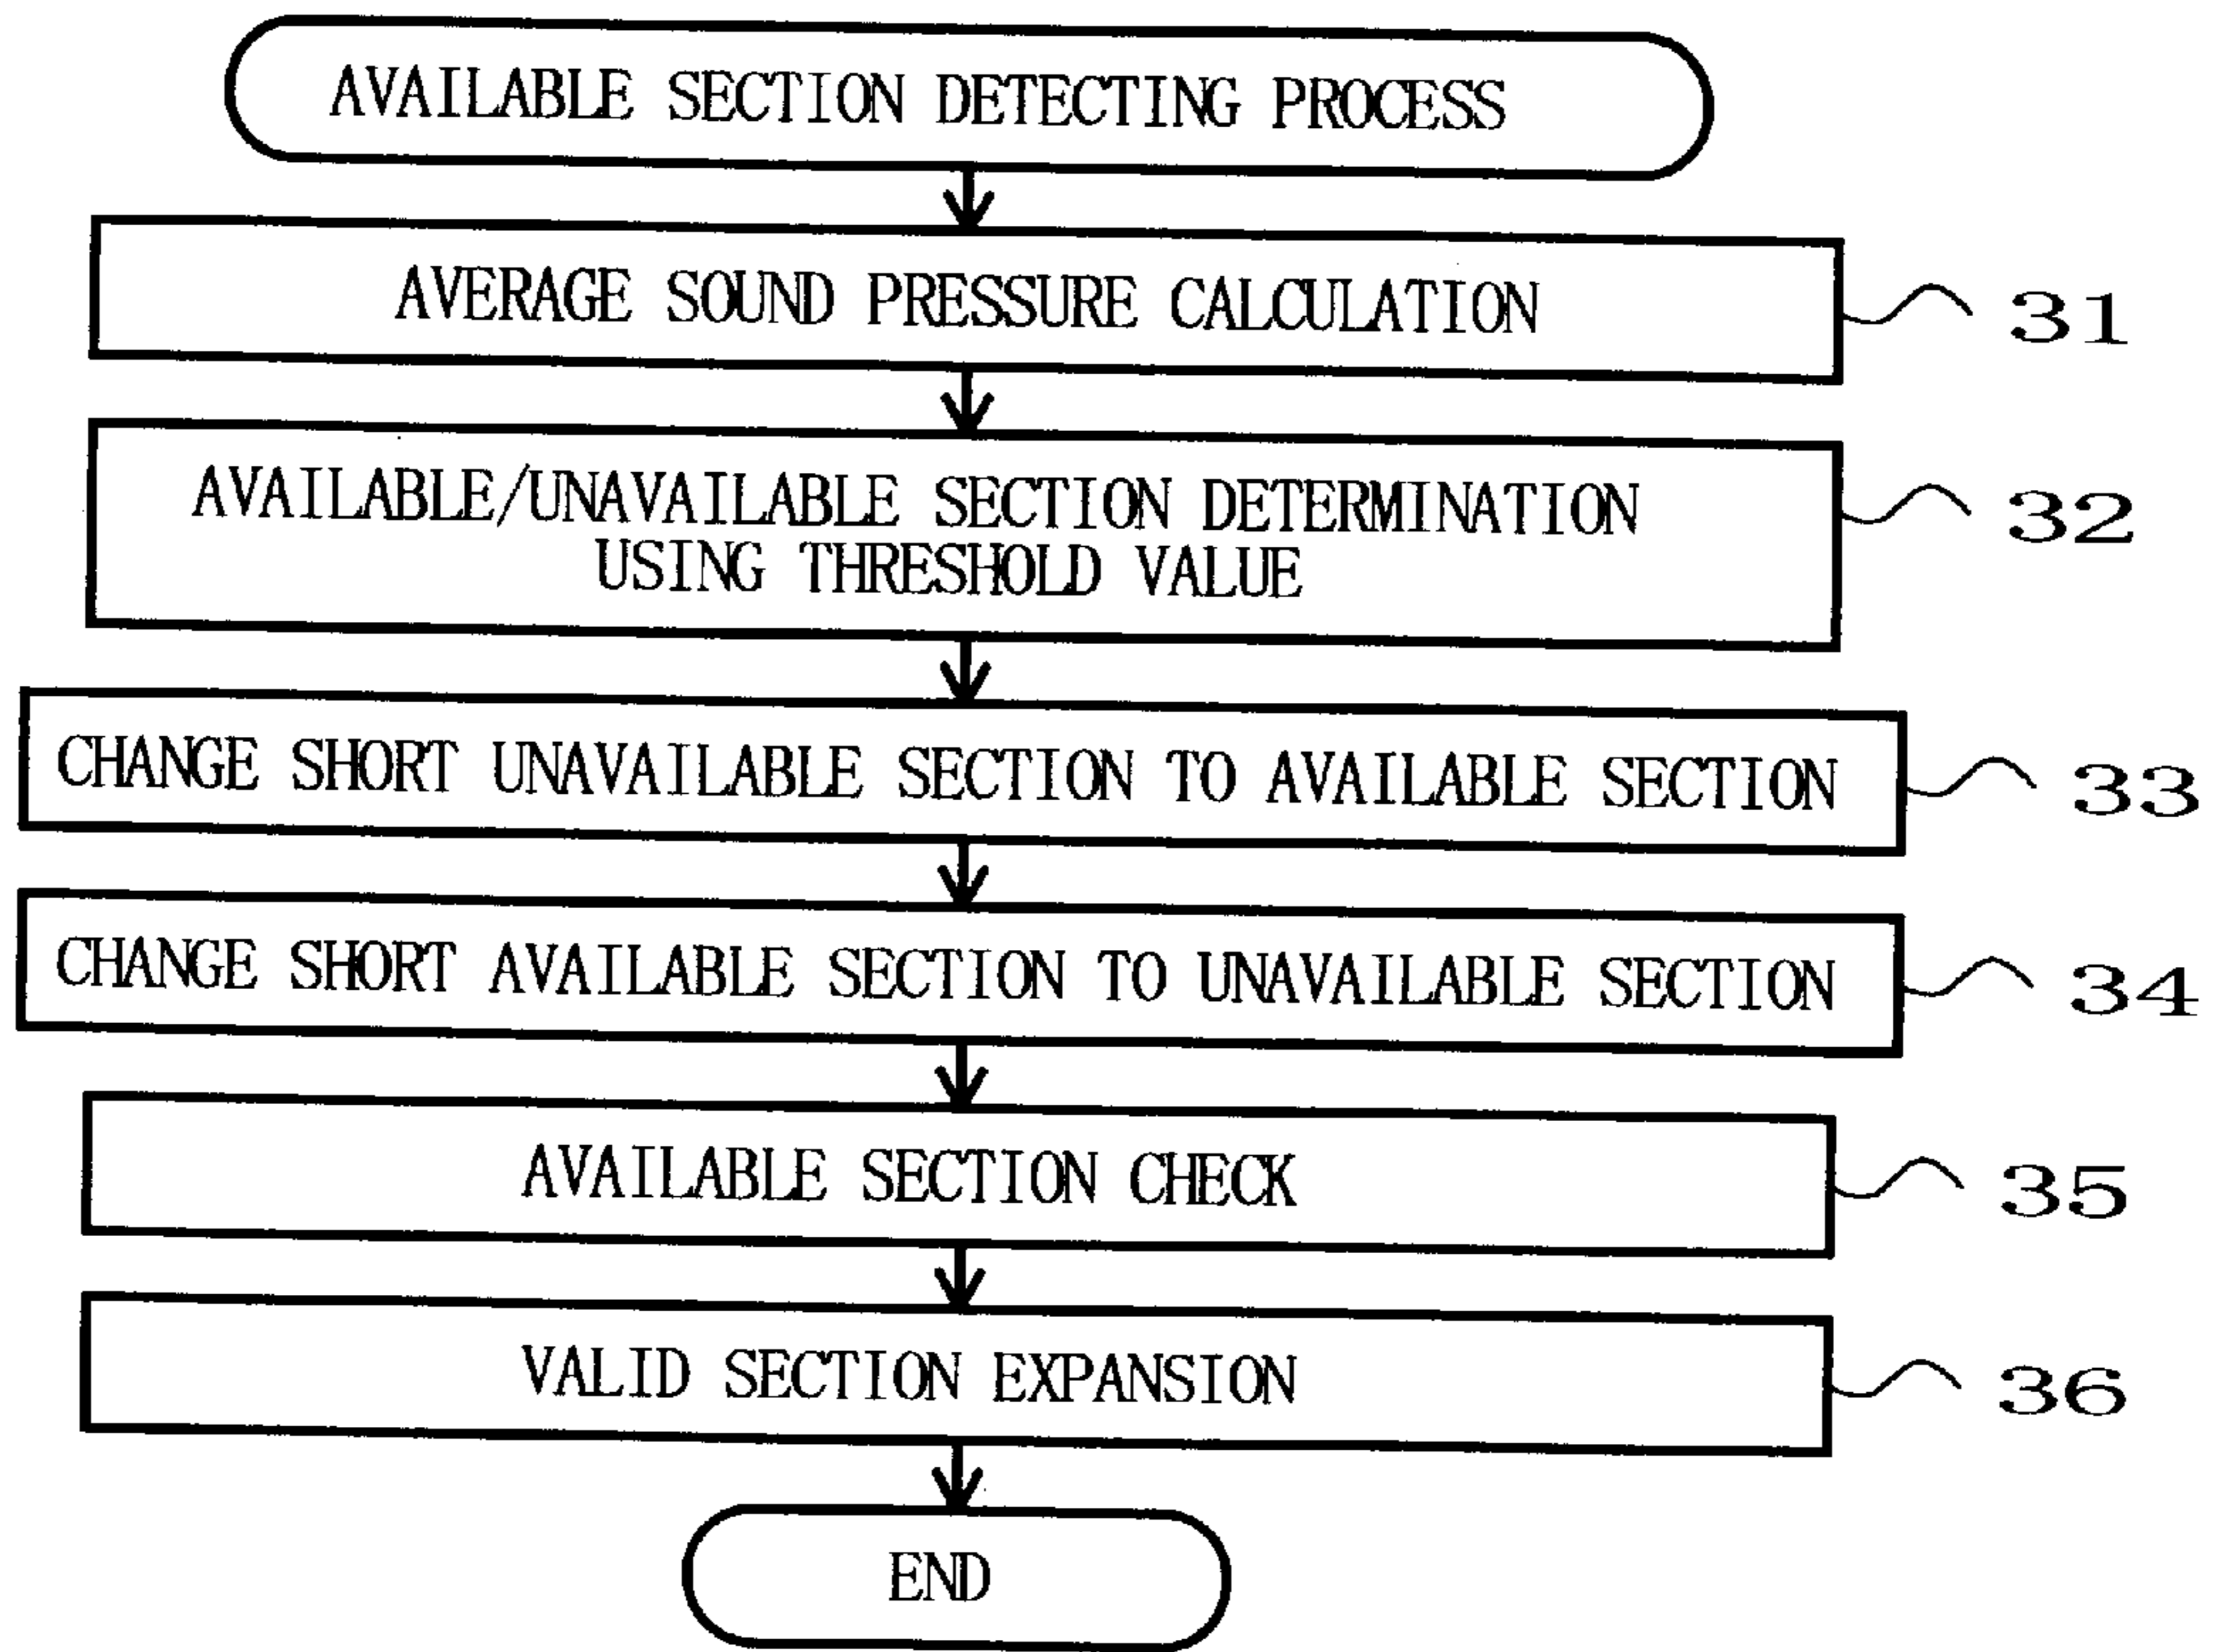 AVAILABLE SECTION DETECTING PROCESS
AVERAGE SOUND PRESSURE CALCULATION
31
AVAILABLE/UNAVAILABLE SECTION DETERMINATION
USING THRESHOLD VALUE
32
CHANGE SHORT UNAVAILABLE SECTION TO AVAILABLE SECTION
33
CHANGE SHORT AVAILABLE SECTION TO UNAVAILABLE SECTION
34
AVAILABLE SECTION CHECK
35
VALID SECTION EXPANSION
36
END